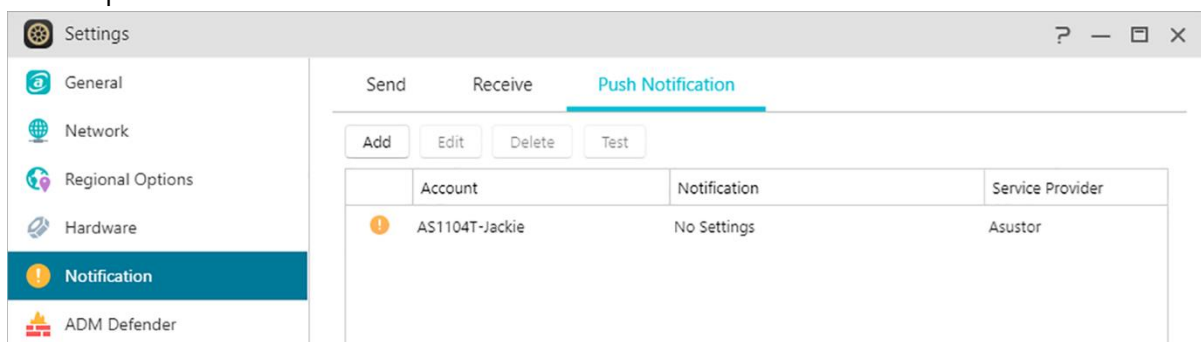 Settings
General
Network
Regional Options
Hardware
Notification
ADM Defender
Send Receive Push Notification
Add Edit Delete Test
Account Notification Service Provider
AS1104T-Jackie No Settings Asustor